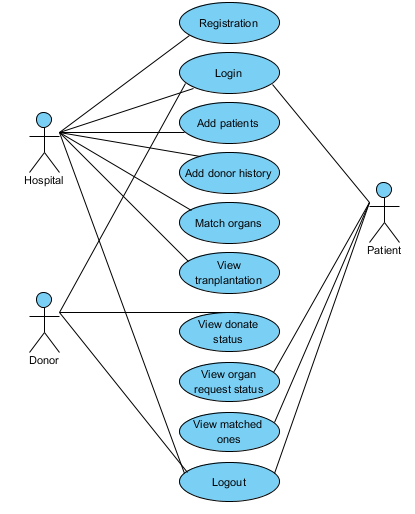 Registration
Login
Add patients
Add donor history
Match organs
View
tranplantation
View donate
status
View organ
request status
View matched
ones
Logout
Hospital
Donor
Patient